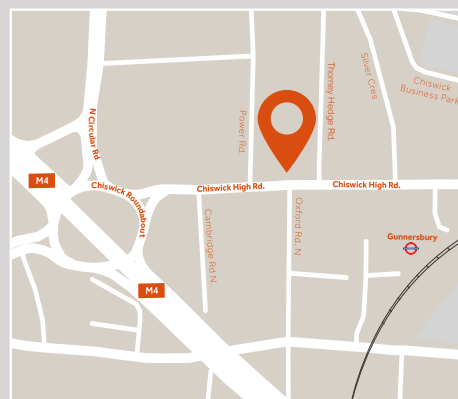 Silver Cres
Thorney Hedge Rd.
Chiswick
Business Park
Power Rd.
N Circular Rd
M4
Chiswick Roundabout
Chiswick High Rd.
Chiswick High Rd.
Cambridge Rd N.
Oxford Rd. N
Gunnersbury
M4